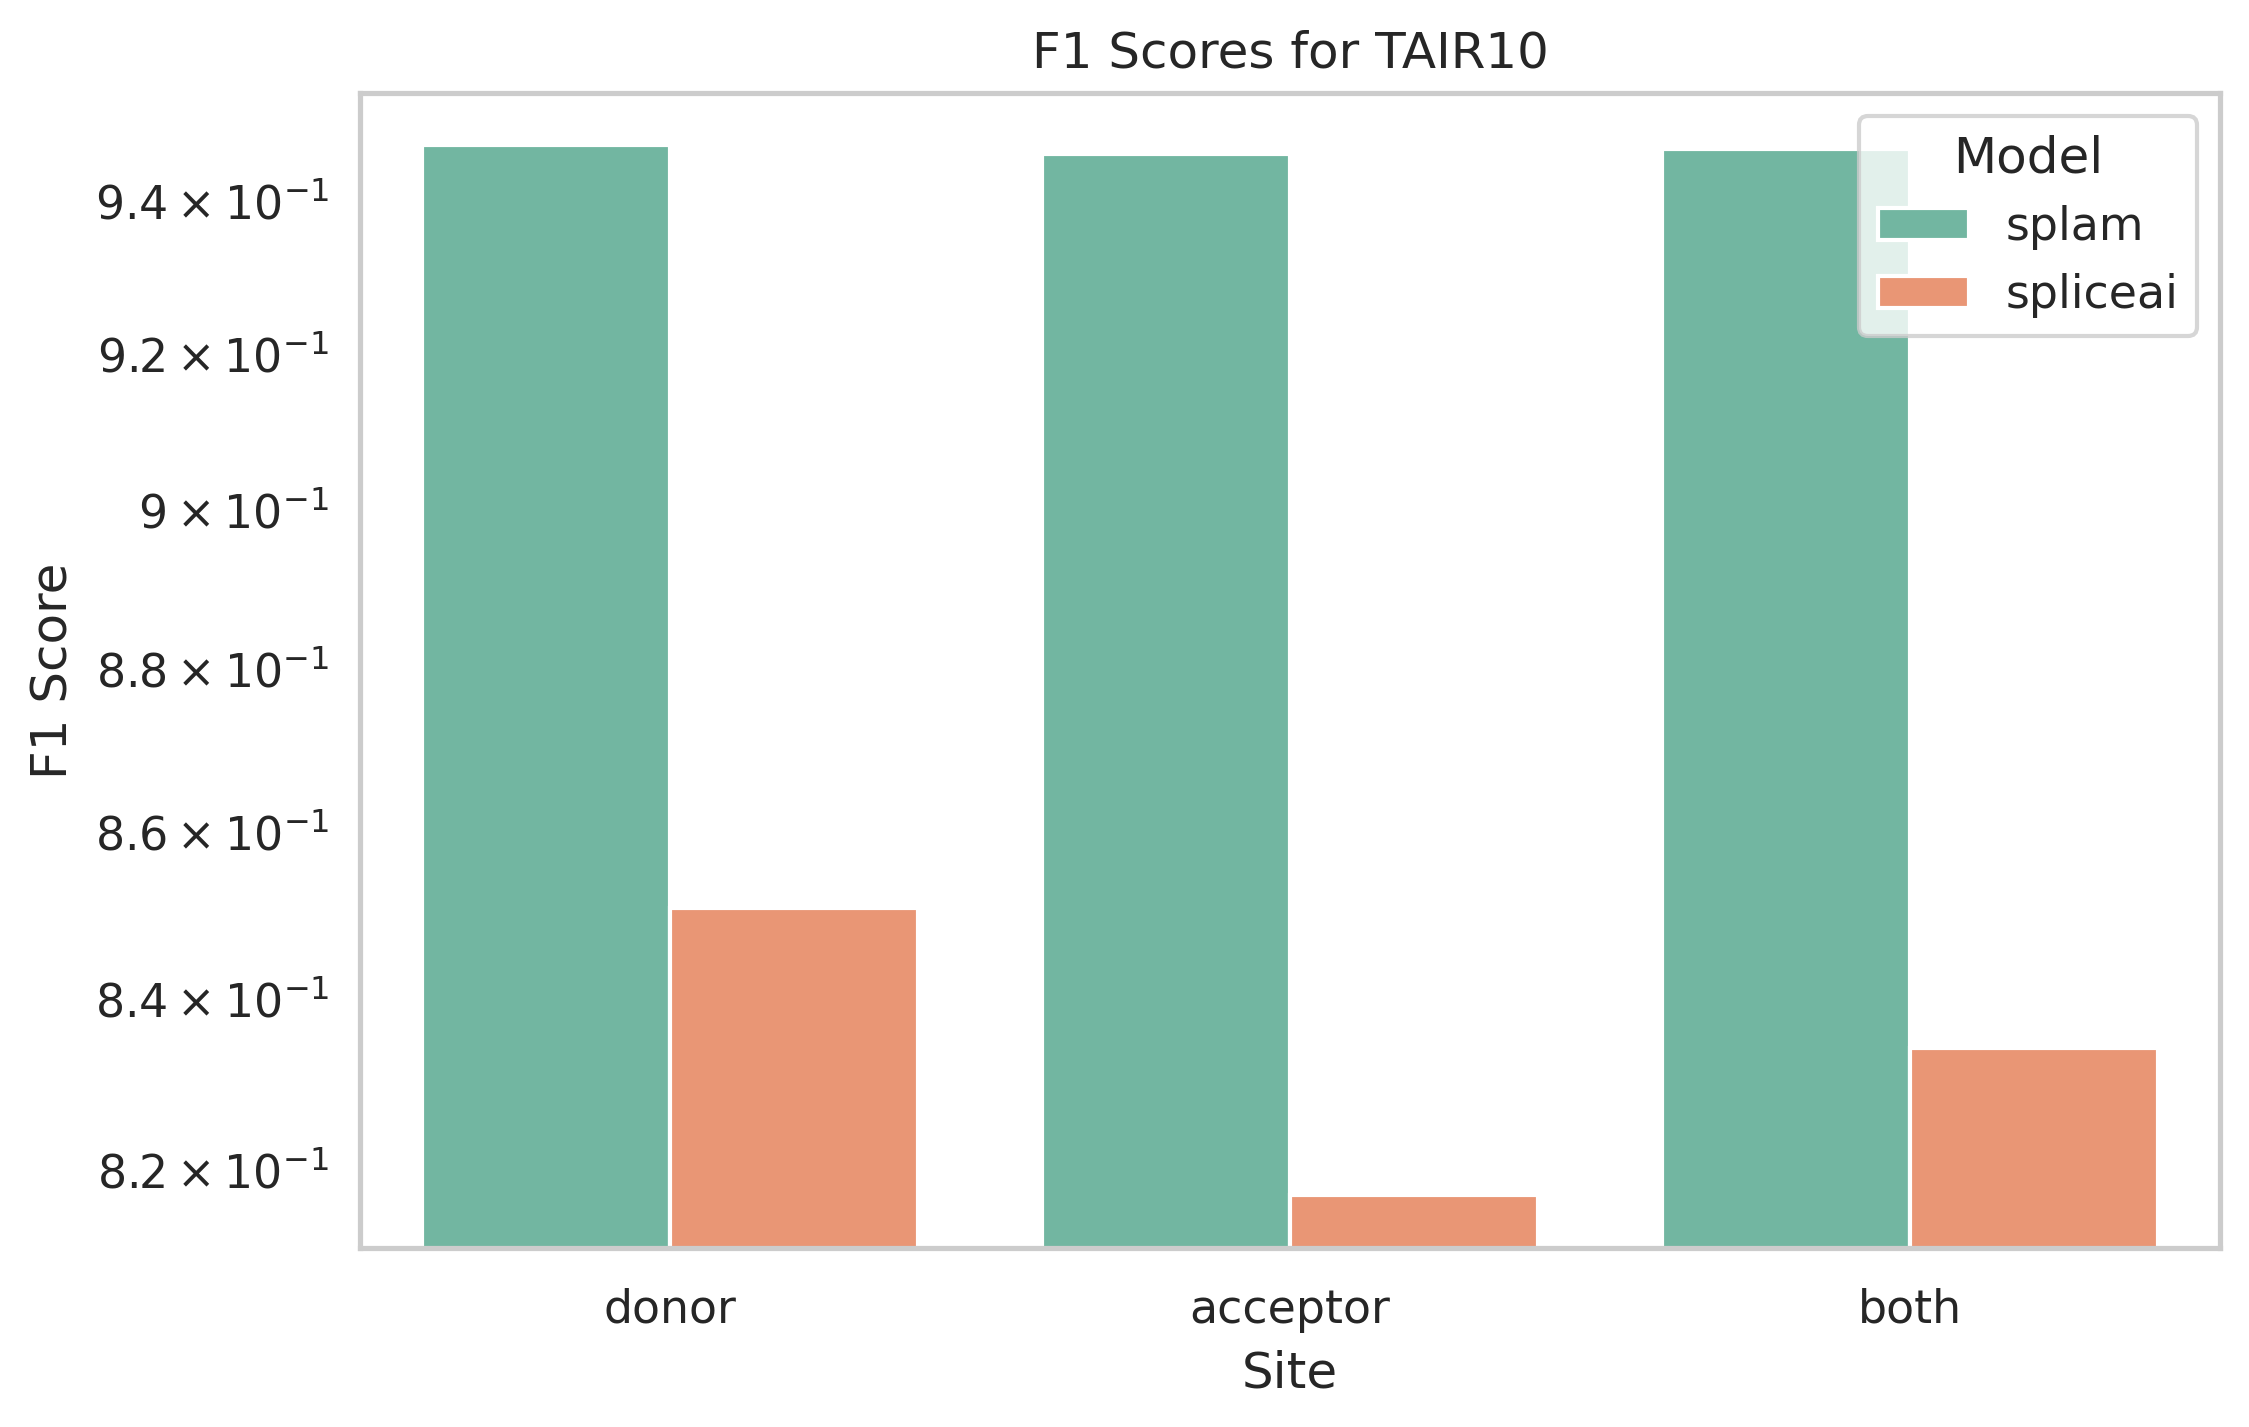 F1 Scores for TAIR10
Model
splam
spliceai
F1 Score
9.4 × 10⁻¹
9.2 × 10⁻¹
9 × 10⁻¹
8.8 × 10⁻¹
8.6 × 10⁻¹
8.4 × 10⁻¹
8.2 × 10⁻¹
donor acceptor both
Site